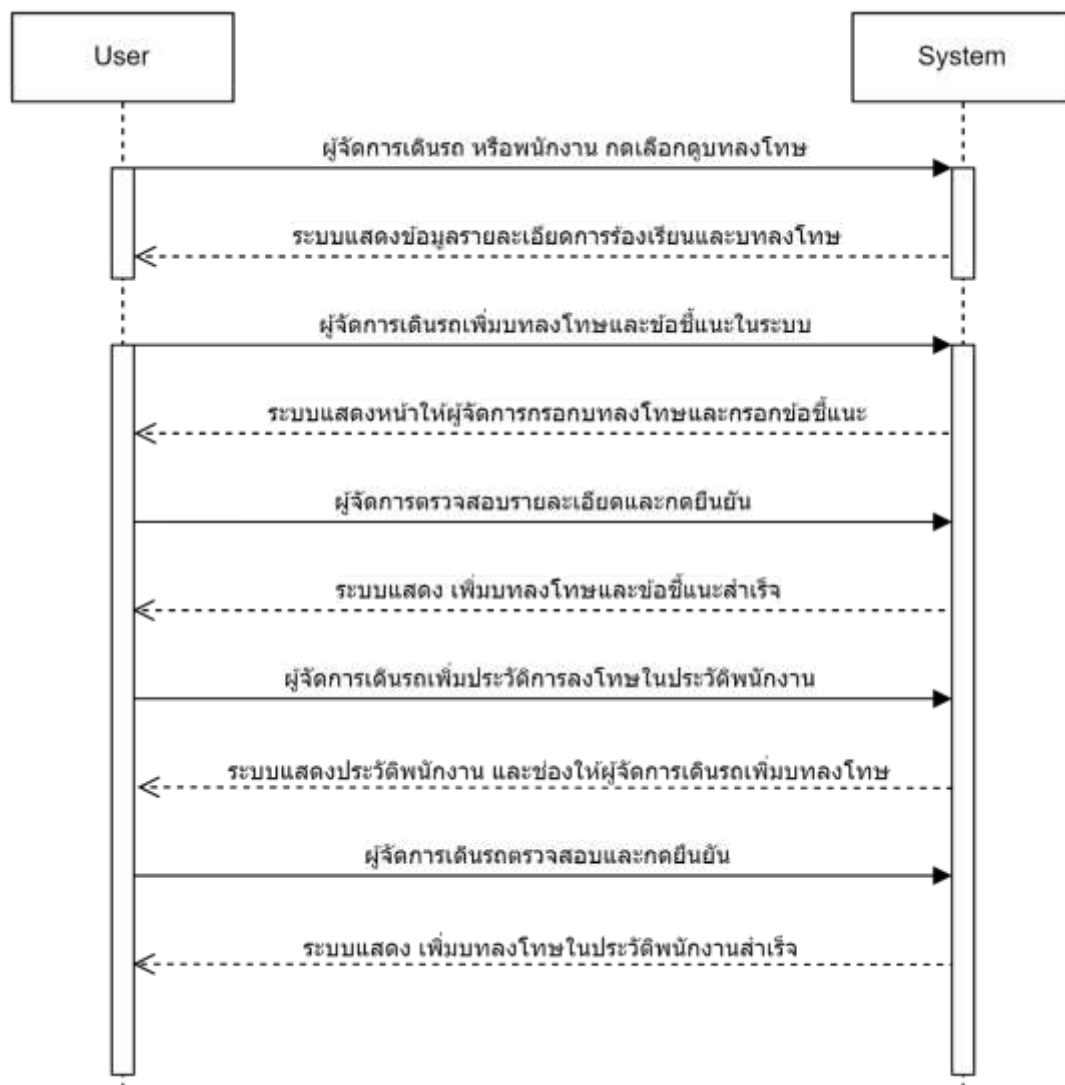 User
System
ผู้จัดการเดินรถ หรือพนักงาน กดเลือกดูบทลงโทษ
ระบบแสดงข้อมูลรายละเอียดการร้องเรียนและบทลงโทษ
ผู้จัดการเดินรถเพิ่มบทลงโทษและข้อชี้แนะในระบบ
ระบบแสดงหน้าให้ผู้จัดการกรอกบทลงโทษและกรอกข้อชี้แนะ
ผู้จัดการตรวจสอบรายละเอียดและกดยืนยัน
ระบบแสดง เพิ่มบทลงโทษและข้อชี้แนะสำเร็จ
ผู้จัดการเดินรถเพิ่มประวัติการลงโทษในประวัติพนักงาน
ระบบแสดงประวัติพนักงาน และช่องให้ผู้จัดการเดินรถเพิ่มบทลงโทษ
ผู้จัดการเดินรถตรวจสอบและกดยืนยัน
ระบบแสดง เพิ่มบทลงโทษในประวัติพนักงานสำเร็จ